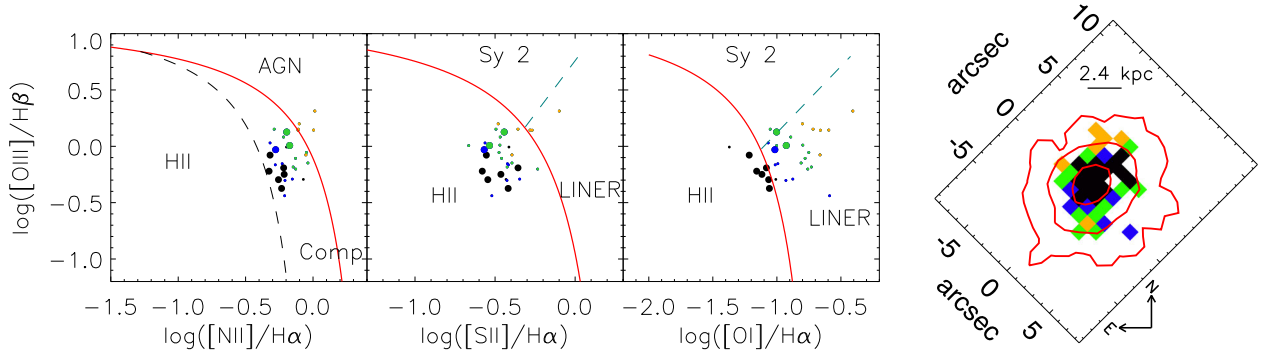 1.0
0.5
0.0
−0.5
−1.0
log([OIII]/Hβ)
AGN
HII
Comp
−1.5 −1.0 −0.5 0.0
log([NII]/Hα)
Sy 2
HII
LINER
−1.0 −0.5 0.0
log([SII]/Hα)
Sy 2
HII
LINER
−2.0 −1.5 −1.0 −0.5
log([OI]/Hα)
10
5
0
−5
arcsec
2.4 kpc
−5
0
5
arcsec
N
E